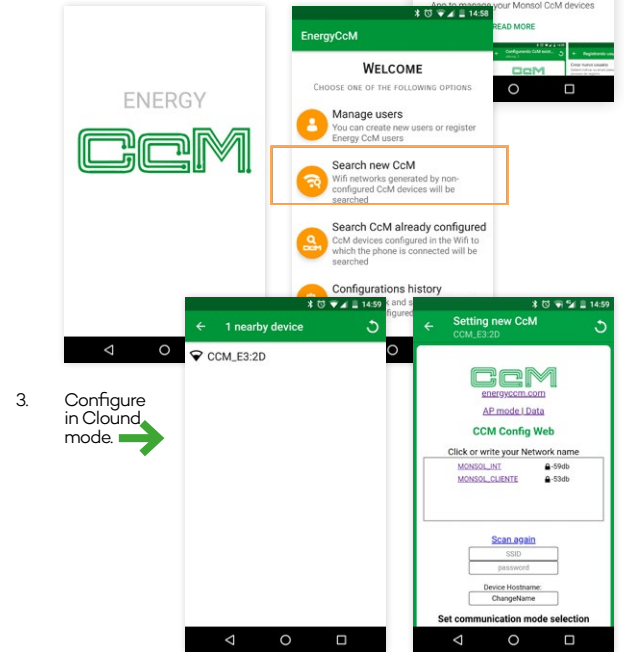 App to manage your Monsol CcM devices
READ MORE
ENERGY
CcM
14:58
EnergyCcM
WELCOME
CHOOSE ONE OF THE FOLLOWING OPTIONS
Manage users
You can create new users or register
Energy CcM users
Search new CcM
Wifi networks generated by non-
configured CcM devices will be
searched
Search CcM already configured
CcM devices configured in the Wifi to
which the phone is connected will be
searched
Configurations history
3. Configure
in Clound
mode.
14:59
1 nearby device
CCM_E3:2D
14:59
Setting new CcM
CCM_E3:2D
CcM
energyccm.com
AP mode | Data
CCM Config Web
Click or write your Network name
MONSOL_INT -59db
MONSOL_CLIENTE -53db
Scan again
SSID
password
Device Hostname:
ChangeName
Set communication mode selection